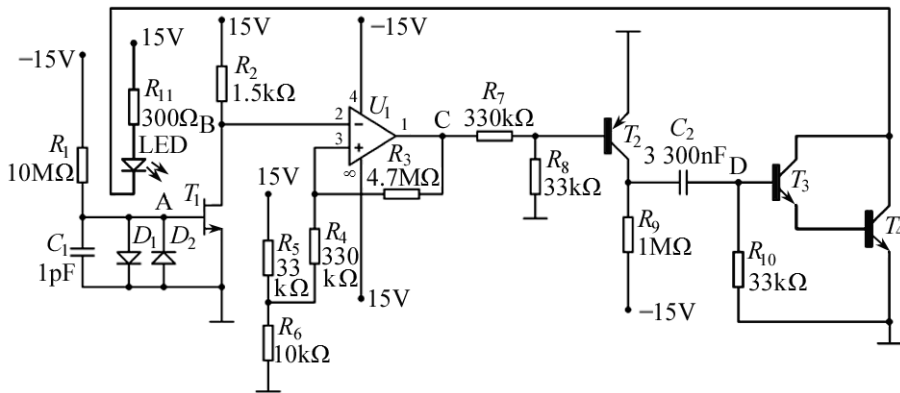 −15V
15V
15V
−15V
R11
300Ω
LED
R2
1.5kΩ
B
4
U1
2
3
1
C
∞
R7
330kΩ
R1
10MΩ
A
T1
R3
4.7MΩ
R8
33kΩ
T2
C2
3 300nF
D
T3
C1
1pF
D1
D2
15V
R5
33
kΩ
R4
330
kΩ
15V
R6
10kΩ
R9
1MΩ
−15V
R10
33kΩ